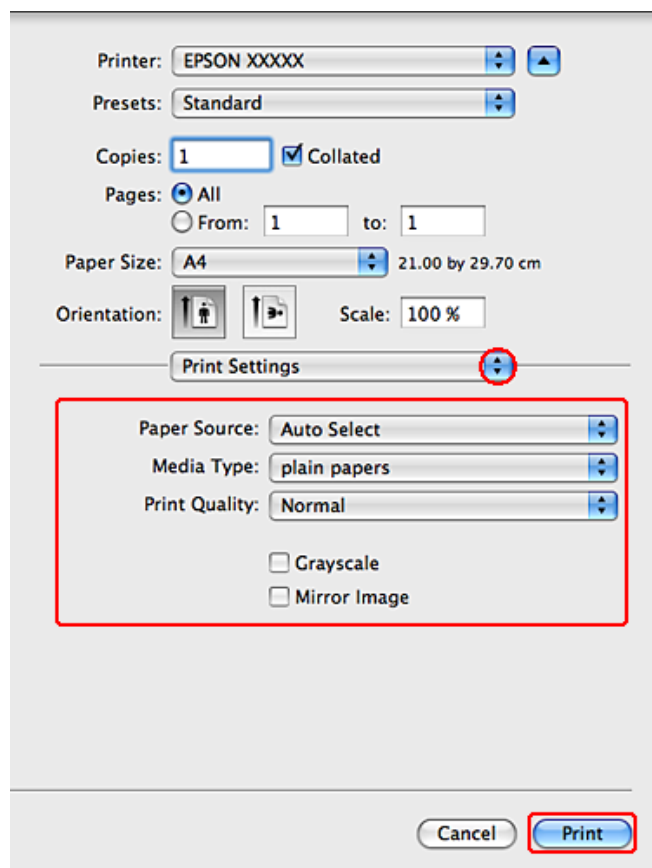 Printer: EPSON XXXXX
Presets: Standard
Copies: 1 Collated
Pages: All
From: 1 to: 1
Paper Size: A4 21.00 by 29.70 cm
Orientation: Scale: 100 %
Print Settings
Paper Source: Auto Select
Media Type: plain papers
Print Quality: Normal
Grayscale
Mirror Image
Cancel Print